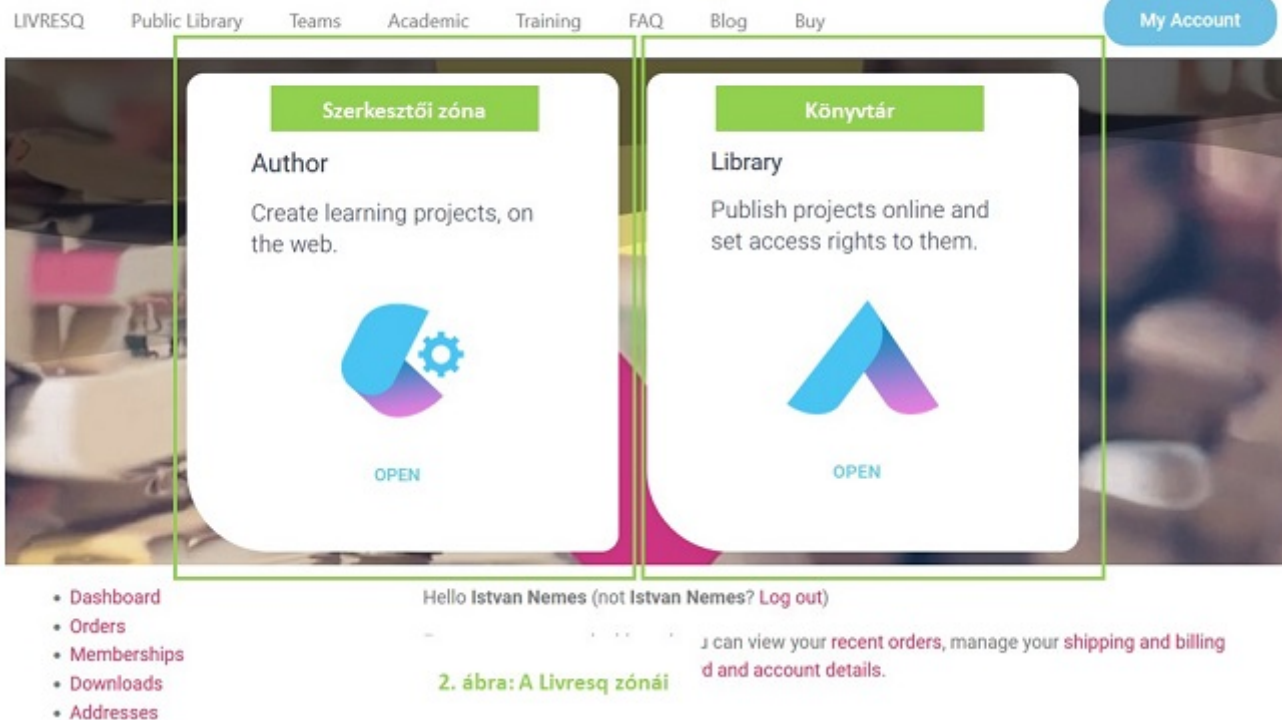 LIVRESQ Public Library Teams Academic Training FAQ Blog Buy My Account
Szerkesztői zóna
Author
Create learning projects, on
the web.
OPEN
Könyvtár
Library
Publish projects online and
set access rights to them.
OPEN
• Dashboard
• Orders
• Memberships
• Downloads
• Addresses
Hello Istvan Nemes (not Istvan Nemes? Log out)
can view your recent orders, manage your shipping and billing
and account details.
2. ábra: A Livresq zónái